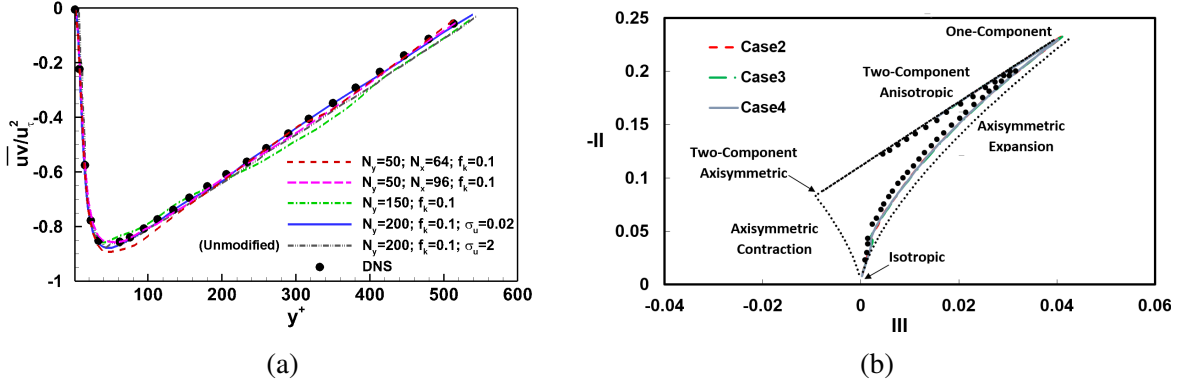 0
-0.2
-0.4
-0.6
-0.8
-1
uv/u²τ
100 200 300 400 500 600
y+
Ny=50; Nx=64; fk=0.1
Ny=50; Nx=96; fk=0.1
Ny=150; fk=0.1
Ny=200; fk=0.1; σu=0.02
(Unmodified) Ny=200; fk=0.1; σu=2
DNS
(a)
0.25
0.2
0.15
0.1
0.05
0
-II
-0.04 -0.02 0 0.02 0.04 0.06
III
Case2
Case3
Case4
One-Component
Two-Component
Anisotropic
Axisymmetric
Expansion
Two-Component
Axisymmetric
Axisymmetric
Contraction
Isotropic
(b)